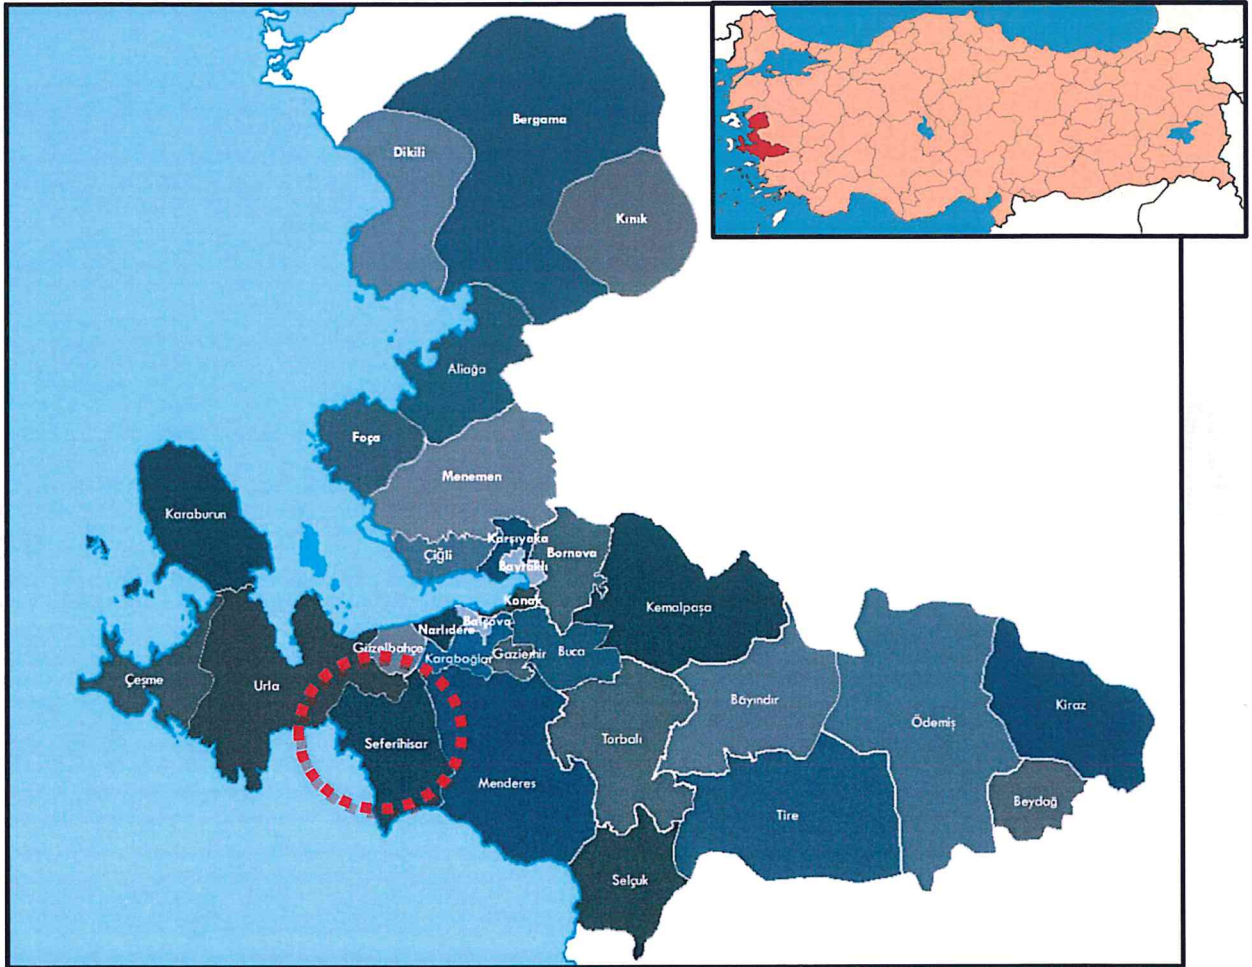 Bergama
Dikili
Kınık
Aliağa
Foça
Menemen
Karaburun
Karşıyaka
Çiğli
Bornova
Bayraklı
Konak
Kemalpaşa
Balçova
Narlıdere
Güzelbahçe
Karabağlar
Gaziemir
Buca
Çeşme
Urla
Bayındır
Kiraz
Ödemiş
Torbalı
Seferihisar
Menderes
Beydağ
Tire
Selçuk